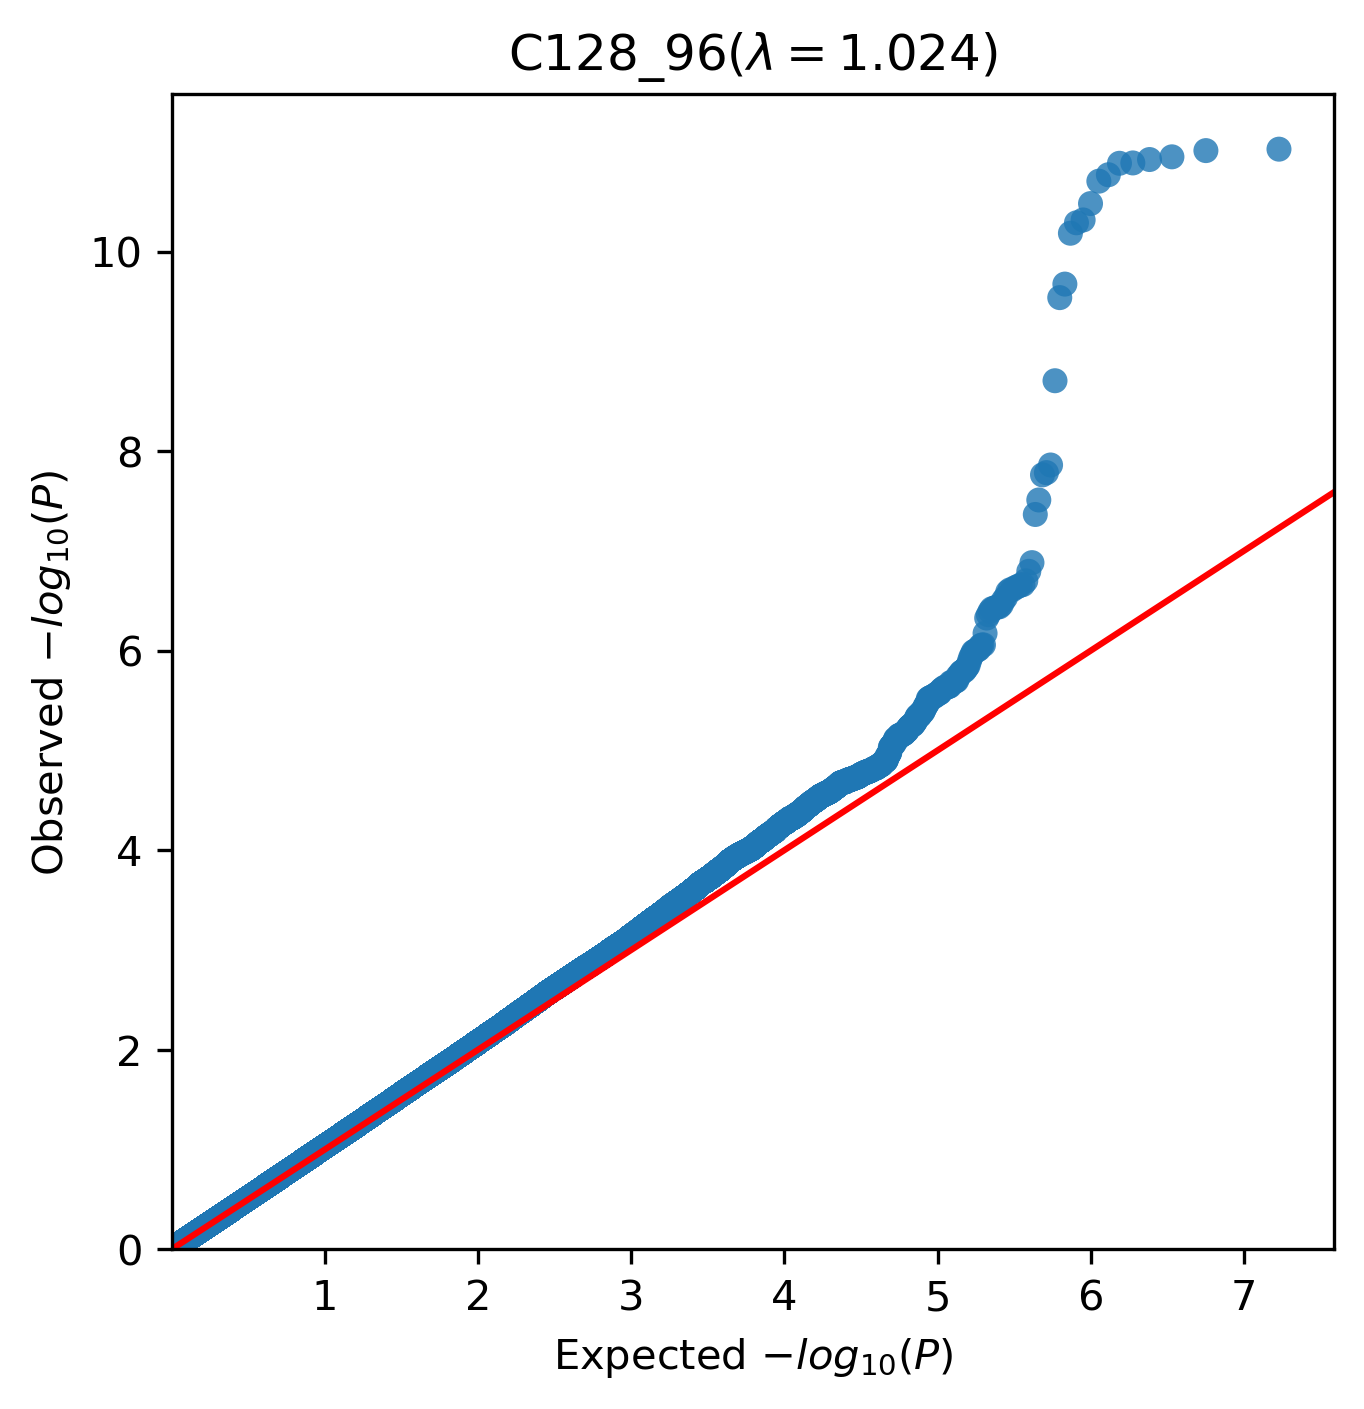 C128_96(λ = 1.024)
10
8
6
4
2
0
Observed −log₁₀(P)
1 2 3 4 5 6 7
Expected −log₁₀(P)